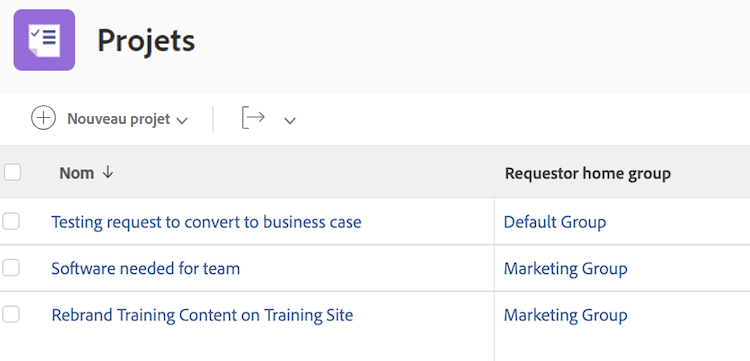 Projets
Nouveau projet
Nom Requestor home group
Testing request to convert to business case Default Group
Software needed for team Marketing Group
Rebrand Training Content on Training Site Marketing Group